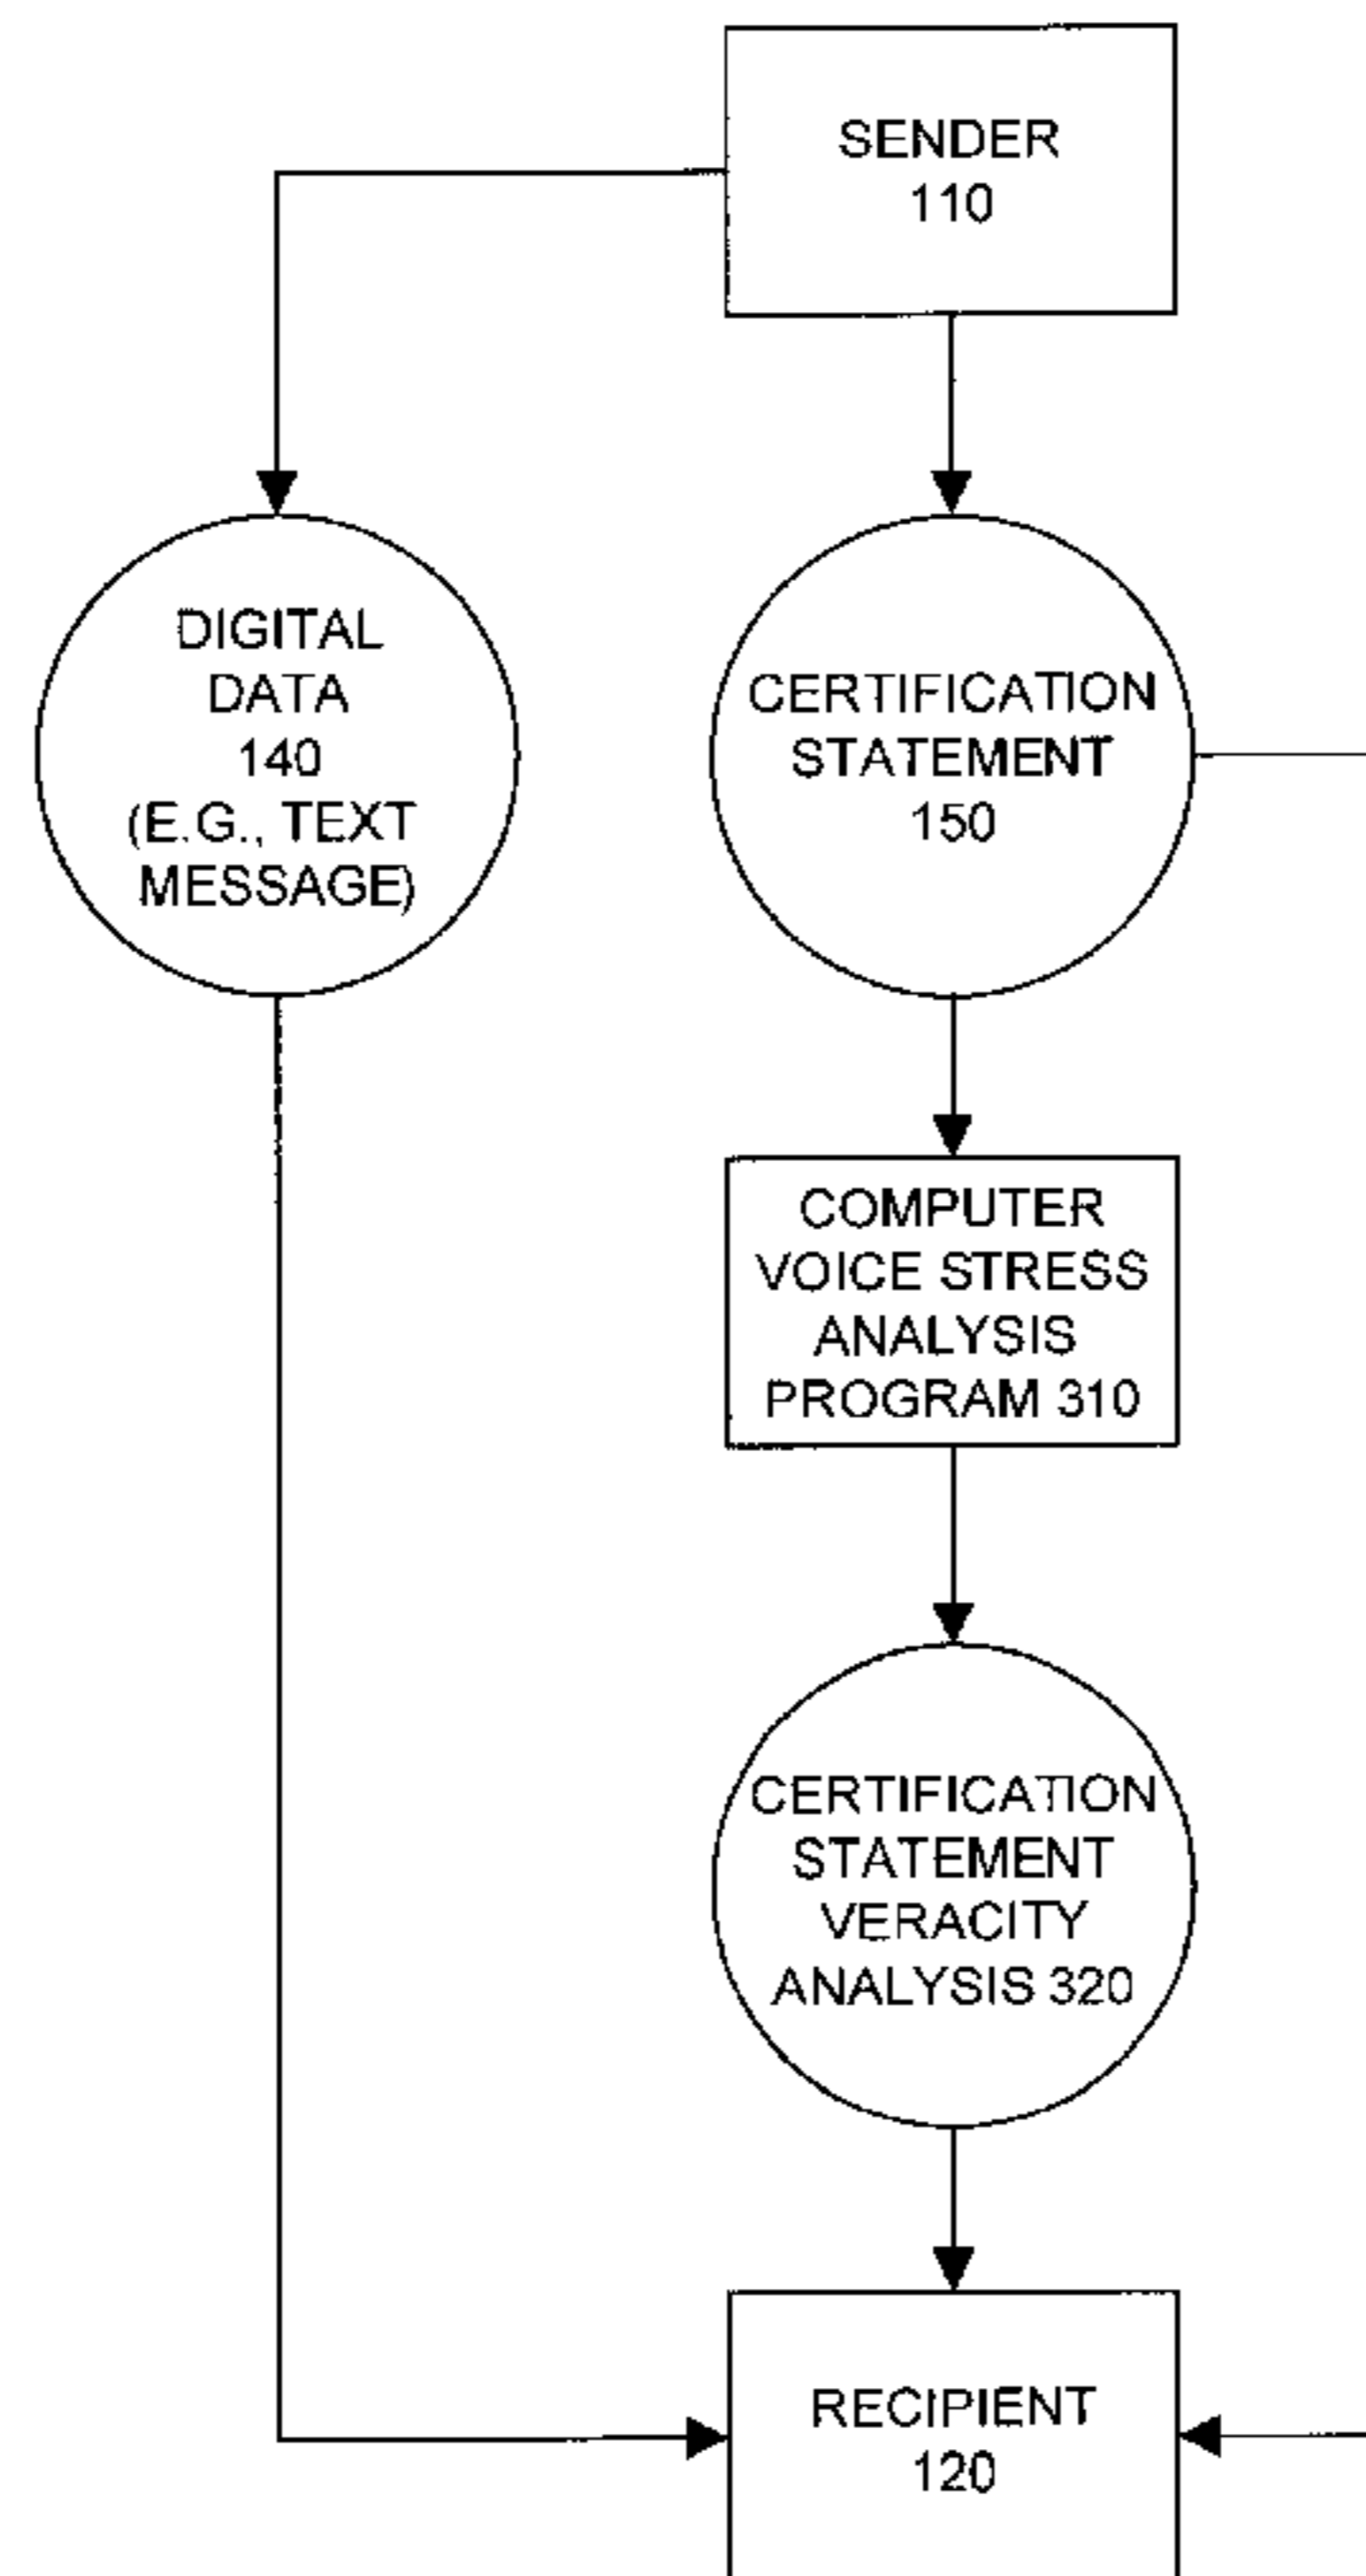 SENDER
110
DIGITAL
DATA
140
(E.G., TEXT
MESSAGE)
CERTIFICATION
STATEMENT
150
COMPUTER
VOICE STRESS
ANALYSIS
PROGRAM 310
CERTIFICATION
STATEMENT
VERACITY
ANALYSIS 320
RECIPIENT
120